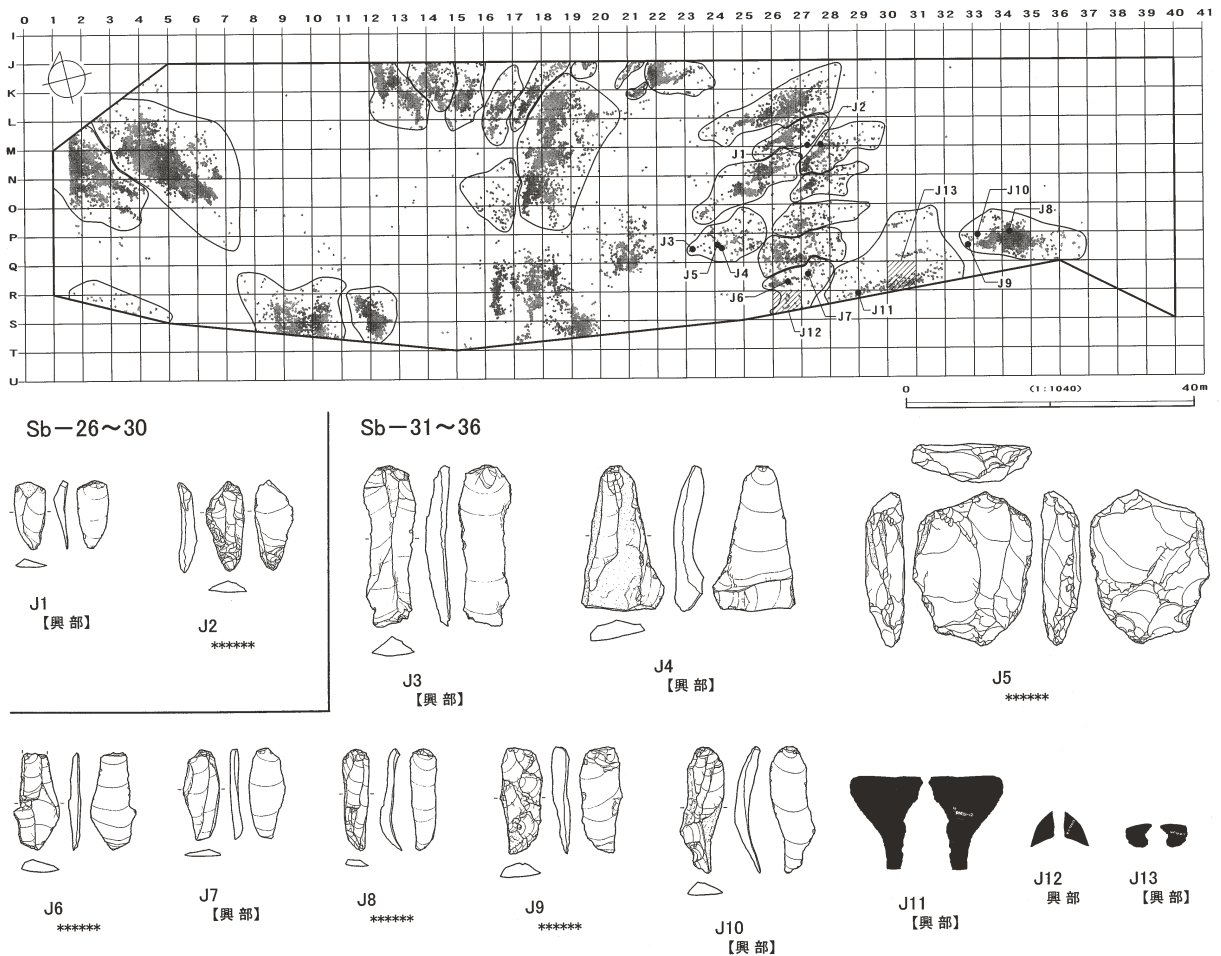 0 1 2 3 4 5 6 7 8 9 10 11 12 13 14 15 16 17 18 19 20 21 22 23 24 25 26 27 28 29 30 31 32 33 34 35 36 37 38 39 40 41
I
J
K
L
M
N
O
P
Q
R
S
T
U
J2
J1
J13
J10
J8
J3
J5
J4
J9
J6
J7
J11
J12
0 (1:1040) 40m
Sb-26〜30
Sb-31〜36
J1
【興部】
J2
******
J3
【興部】
J4
【興部】
J5
******
J6
******
J7
【興部】
J8
******
J9
******
J10
【興部】
J11
【興部】
J12
興部
J13
【興部】